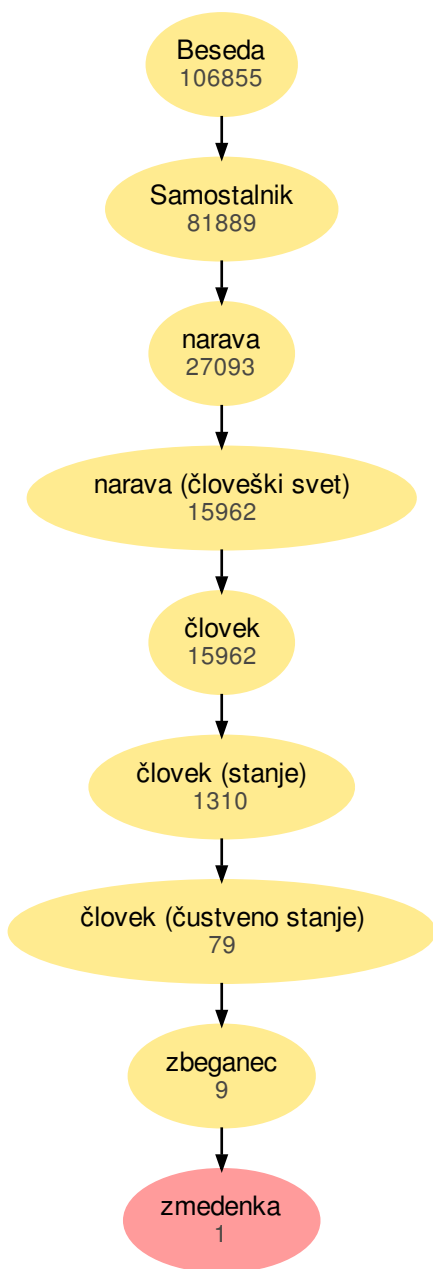 Beseda
106855
Samostalnik
81889
narava
27093
narava (človeški svet)
15962
človek
15962
človek (stanje)
1310
človek (čustveno stanje)
79
zbeganec
9
zmedenka
1